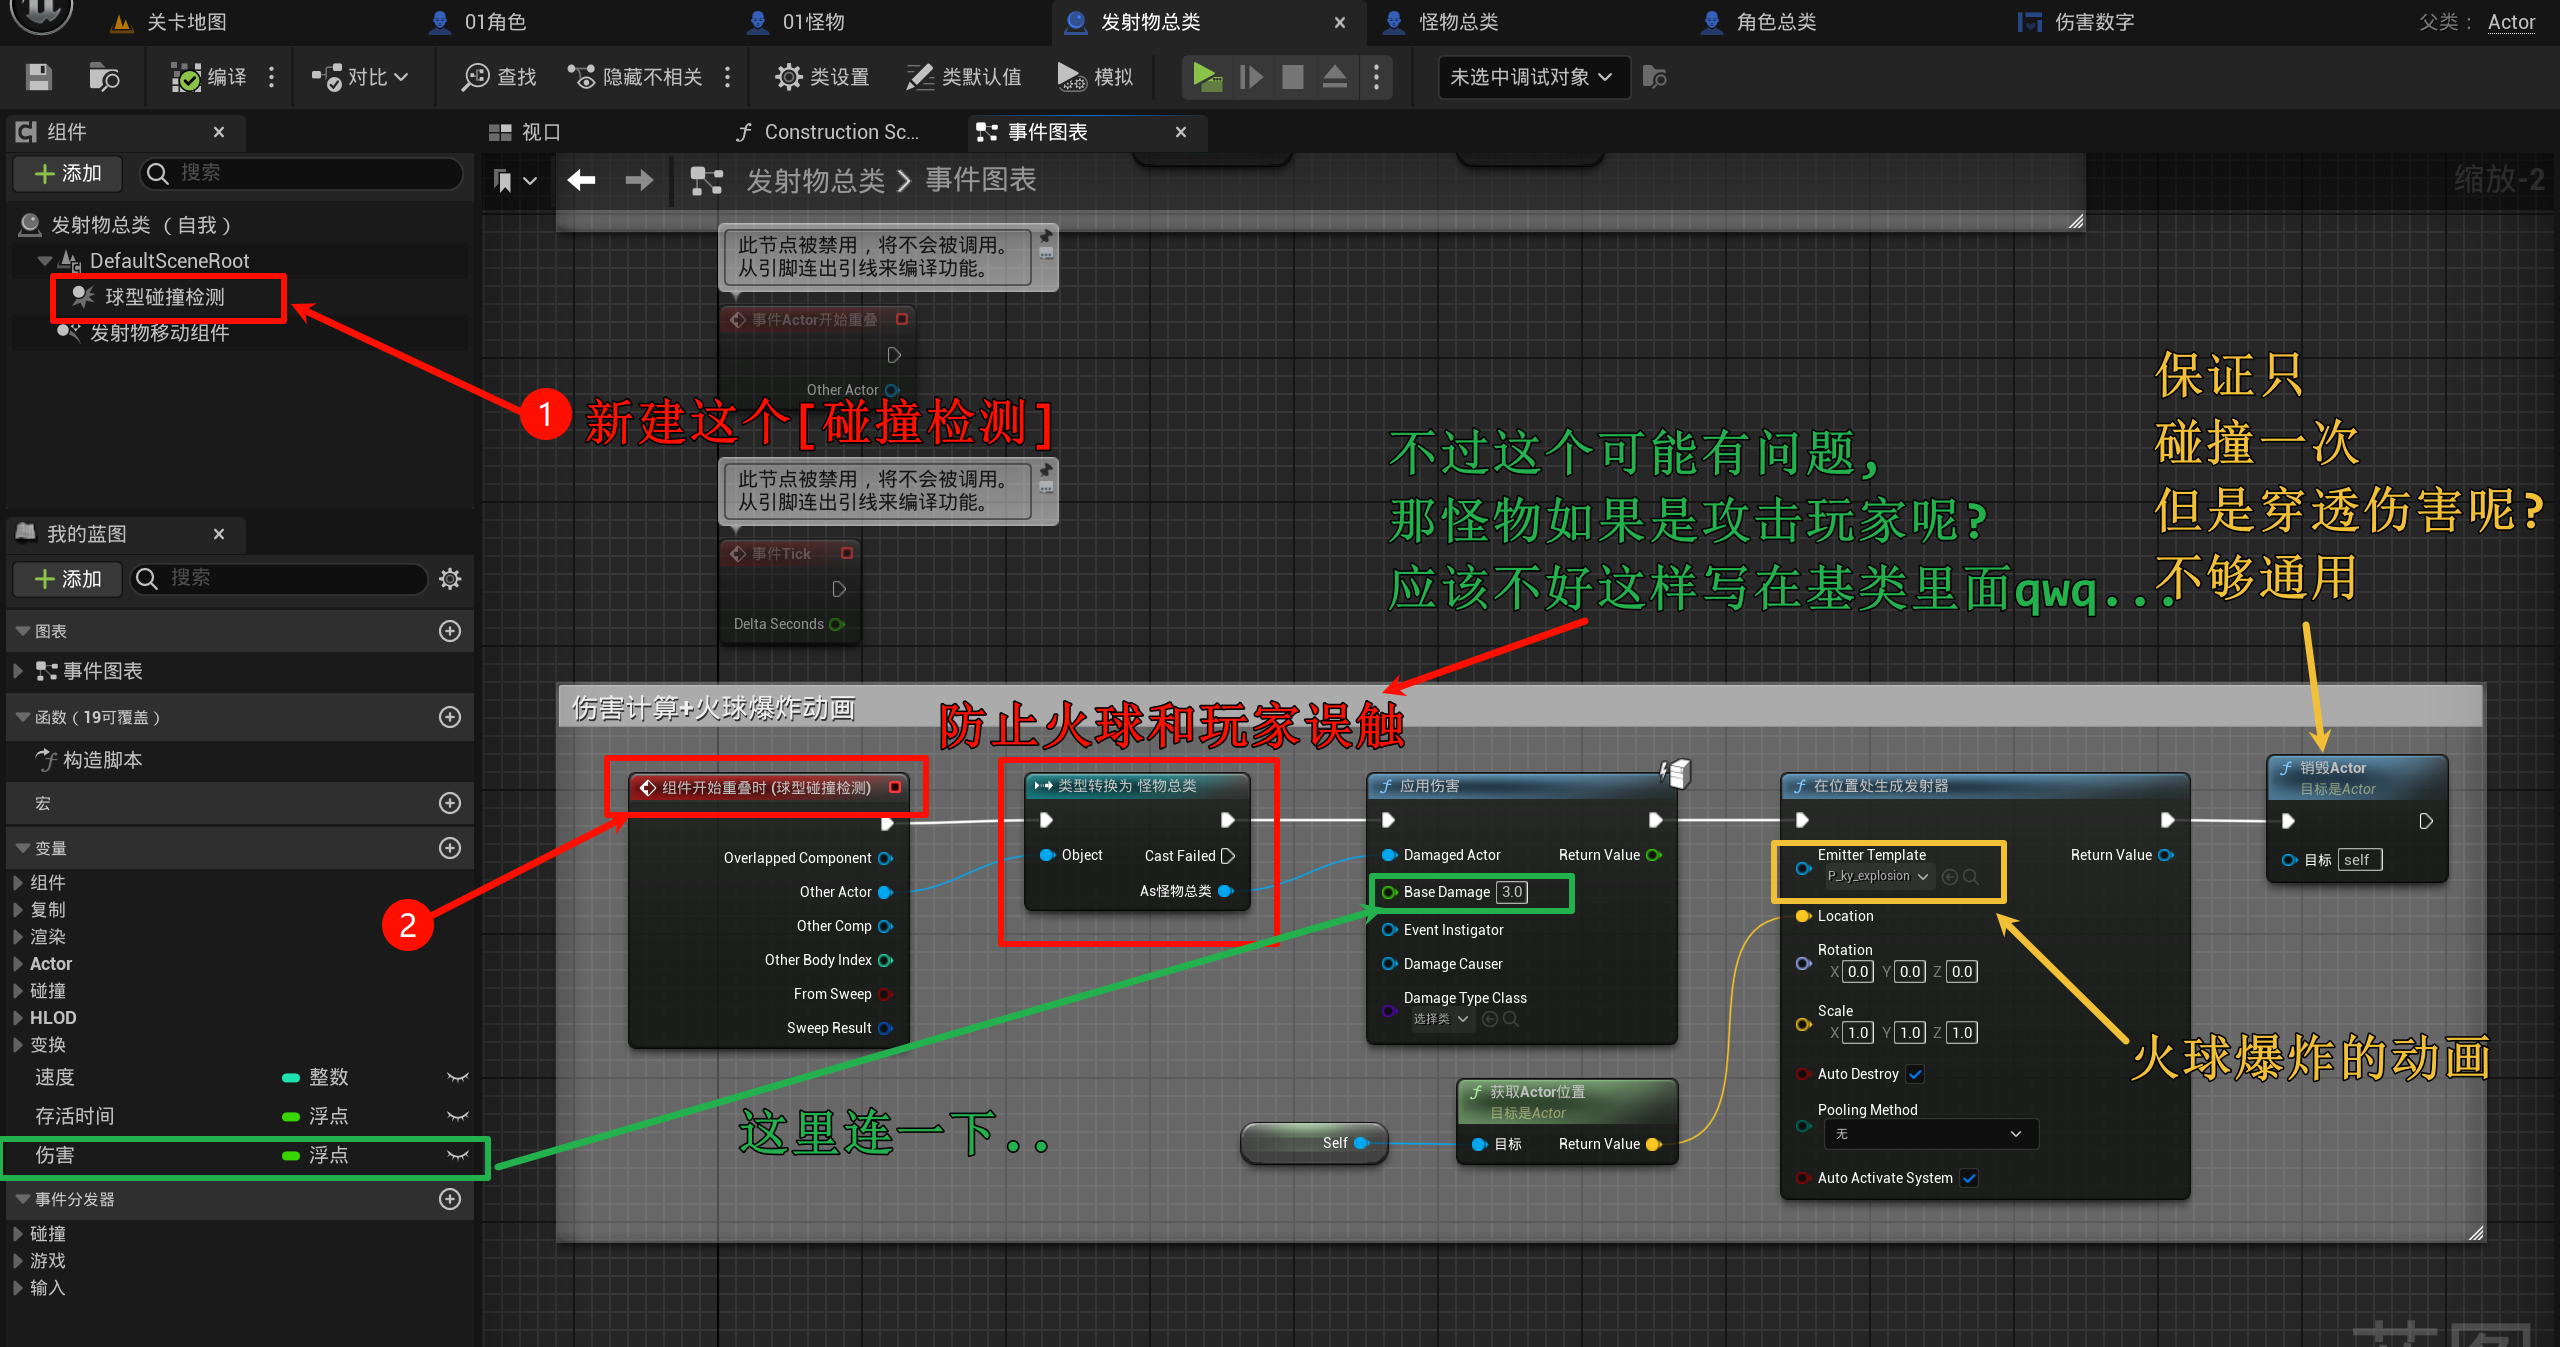 关卡地图
01角色
01怪物
发射物总类
怪物总类
角色总类
伤害数字
父类： Actor
编译
对比
查找
隐藏不相关
类设置
类默认值
模拟
未选中调试对象
组件
视口
Construction Sc...
事件图表
添加
搜索
发射物总类 > 事件图表
缩放-2
发射物总类（自我）
DefaultSceneRoot
球型碰撞检测
发射物移动组件
此节点被禁用，将不会被调用。
从引脚连出引线来编译功能。
事件Actor开始重叠
Other Actor
1
新建这个[碰撞检测]
此节点被禁用，将不会被调用。
从引脚连出引线来编译功能。
事件Tick
Delta Seconds
不过这个可能有问题,
那怪物如果是攻击玩家呢?
应该不好这样写在基类里面qwq...
保证只
碰撞一次
但是穿透伤害呢?
不够通用
我的蓝图
添加
搜索
图表
事件图表
函数（19可覆盖）
构造脚本
宏
变量
组件
复制
渲染
Actor
碰撞
HLOD
变换
速度 整数
存活时间 浮点
伤害 浮点
事件分发器
碰撞
游戏
输入
伤害计算+火球爆炸动画
防止火球和玩家误触
2
组件开始重叠时 (球型碰撞检测)
Overlapped Component
Other Actor
Other Comp
Other Body Index
From Sweep
Sweep Result
类型转换为 怪物总类
Object
Cast Failed
As怪物总类
应用伤害
Damaged Actor
Return Value
Base Damage 3.0
Event Instigator
Damage Causer
Damage Type Class
选择类
这里连一下..
Self
获取Actor位置
目标是Actor
目标
Return Value
在位置处生成发射器
Emitter Template
P_ky_explosion
Return Value
Location
Rotation
X 0.0 Y 0.0 Z 0.0
Scale
X 1.0 Y 1.0 Z 1.0
Auto Destroy
Pooling Method
无
Auto Activate System
火球爆炸的动画
销毁Actor
目标是Actor
目标 self